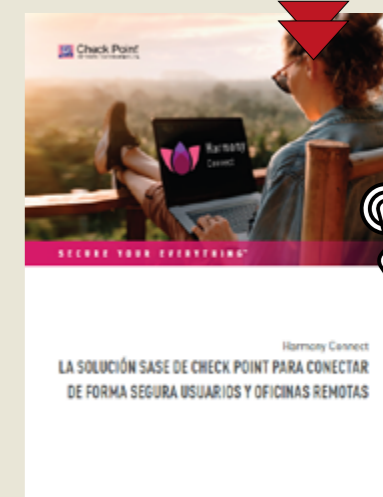 Check Point
Harmony
Connect
SECURE YOUR EVERYTHING™
Harmony Connect
LA SOLUCIÓN SASE DE CHECK POINT PARA CONECTAR
DE FORMA SEGURA USUARIOS Y OFICINAS REMOTAS